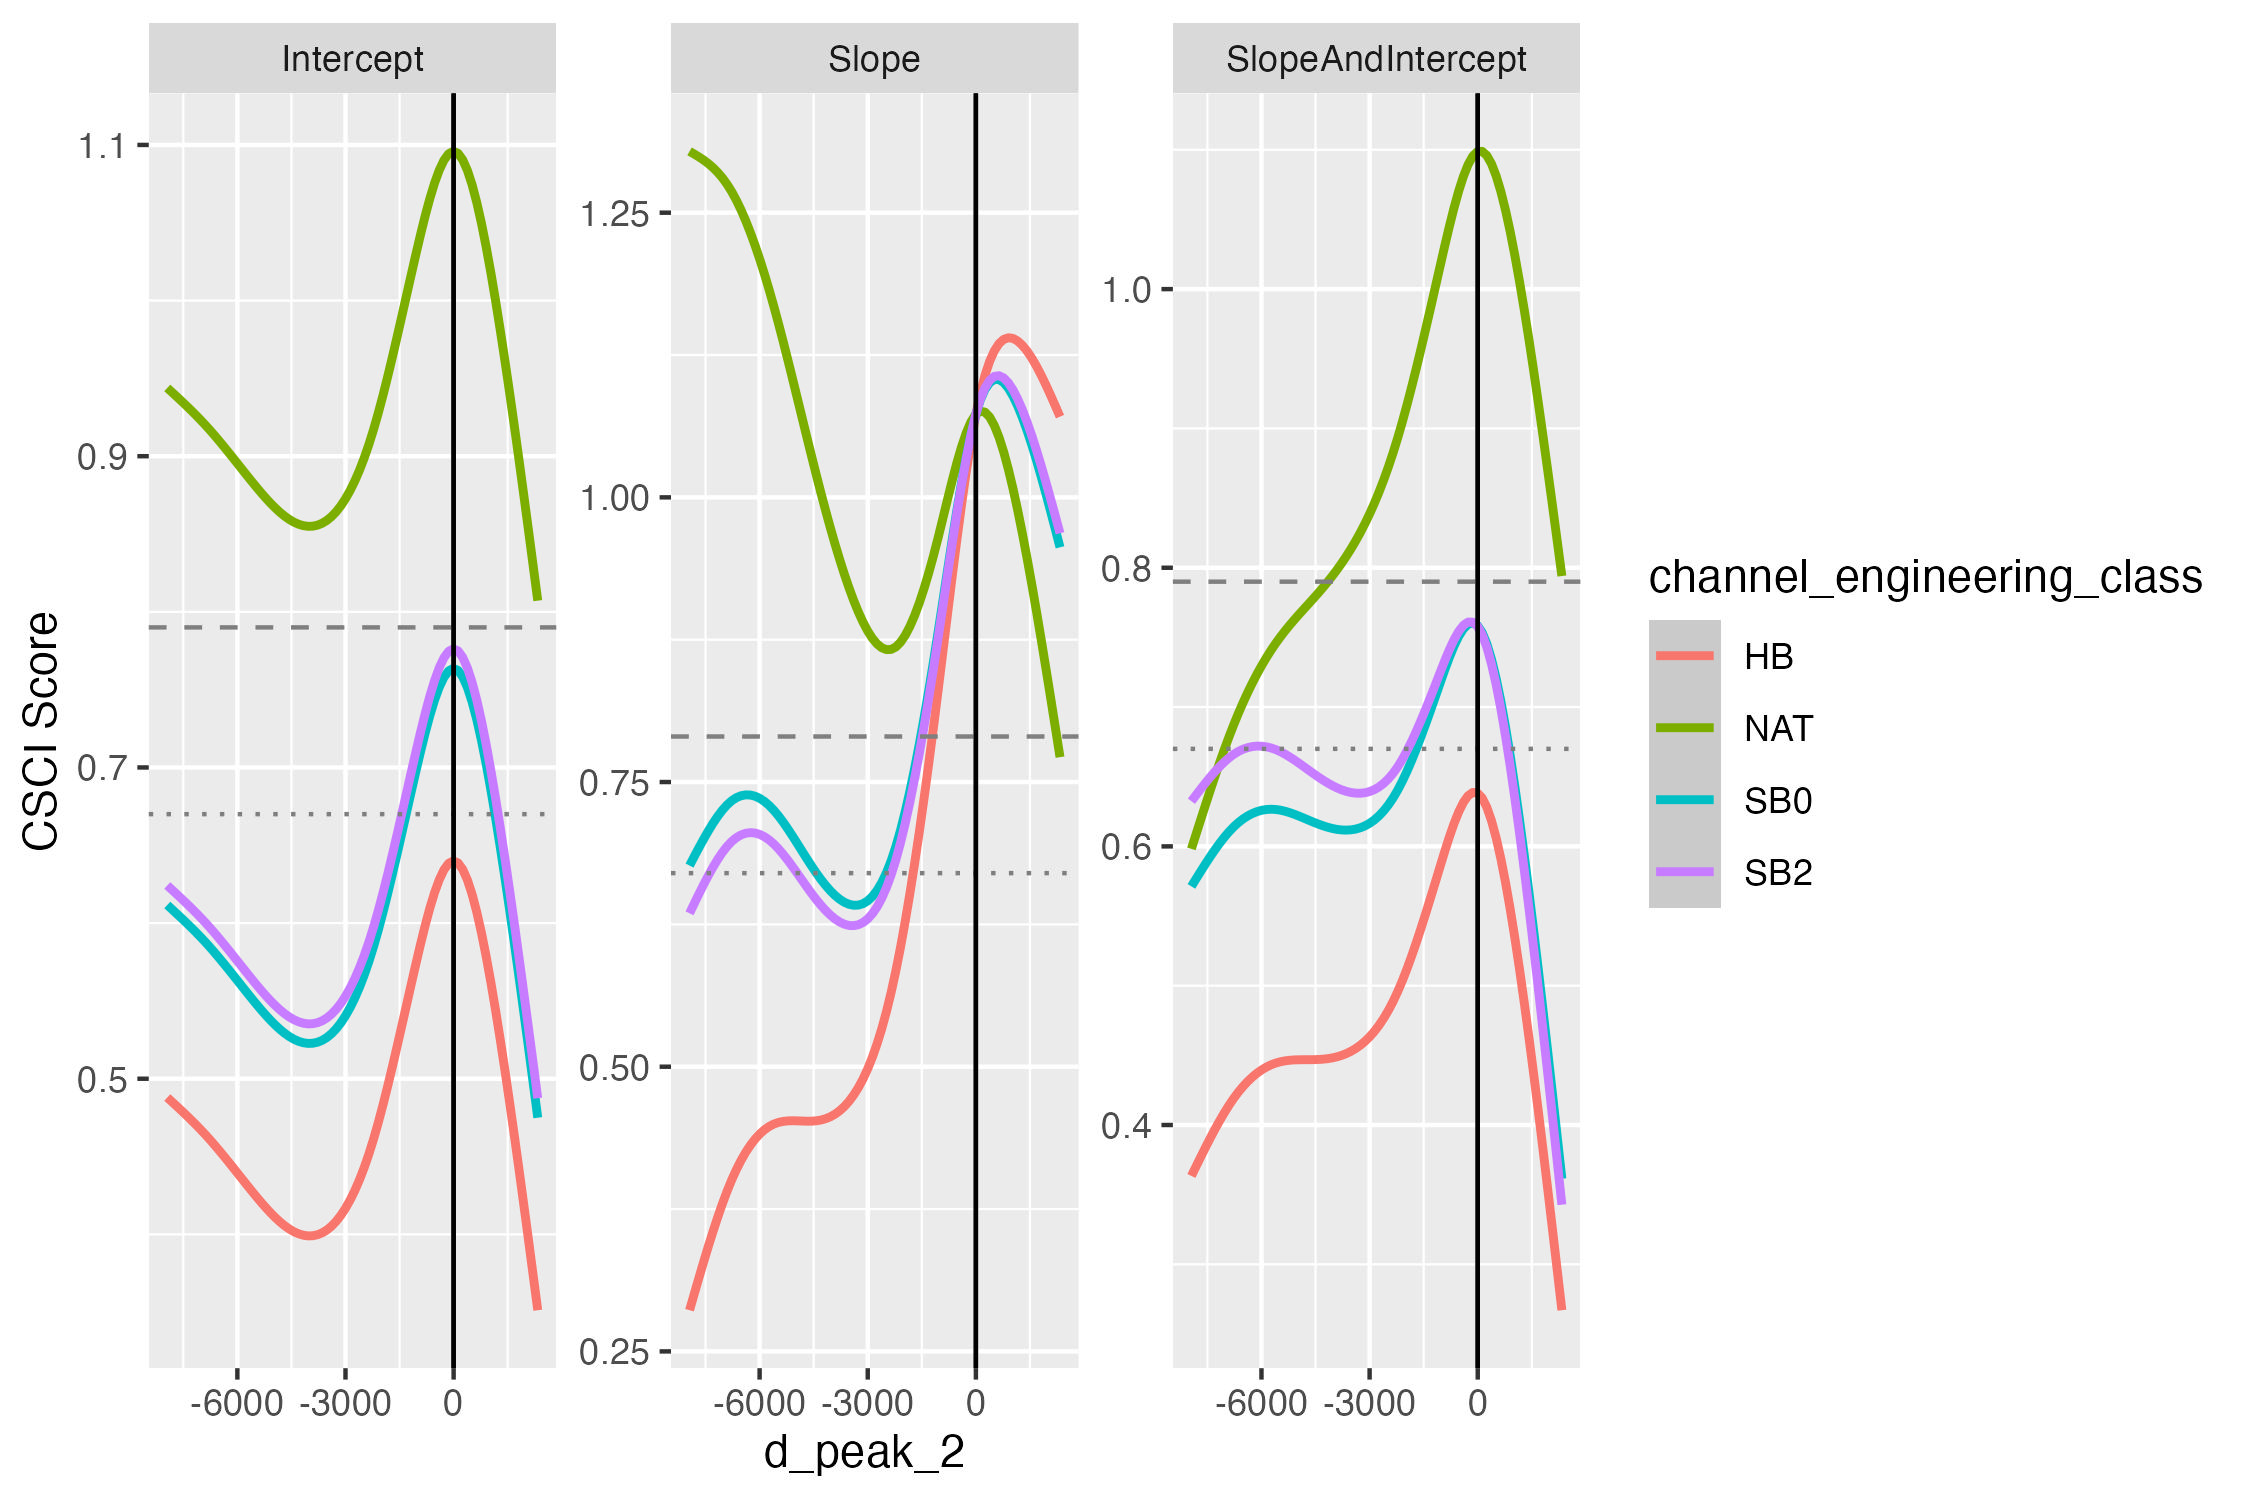 Intercept
Slope
SlopeAndIntercept
CSCI Score
1.1
0.9
0.7
0.5
1.25
1.00
0.75
0.50
0.25
1.0
0.8
0.6
0.4
-6000 -3000 0
-6000 -3000 0
-6000 -3000 0
d_peak_2
channel_engineering_class
HB
NAT
SB0
SB2